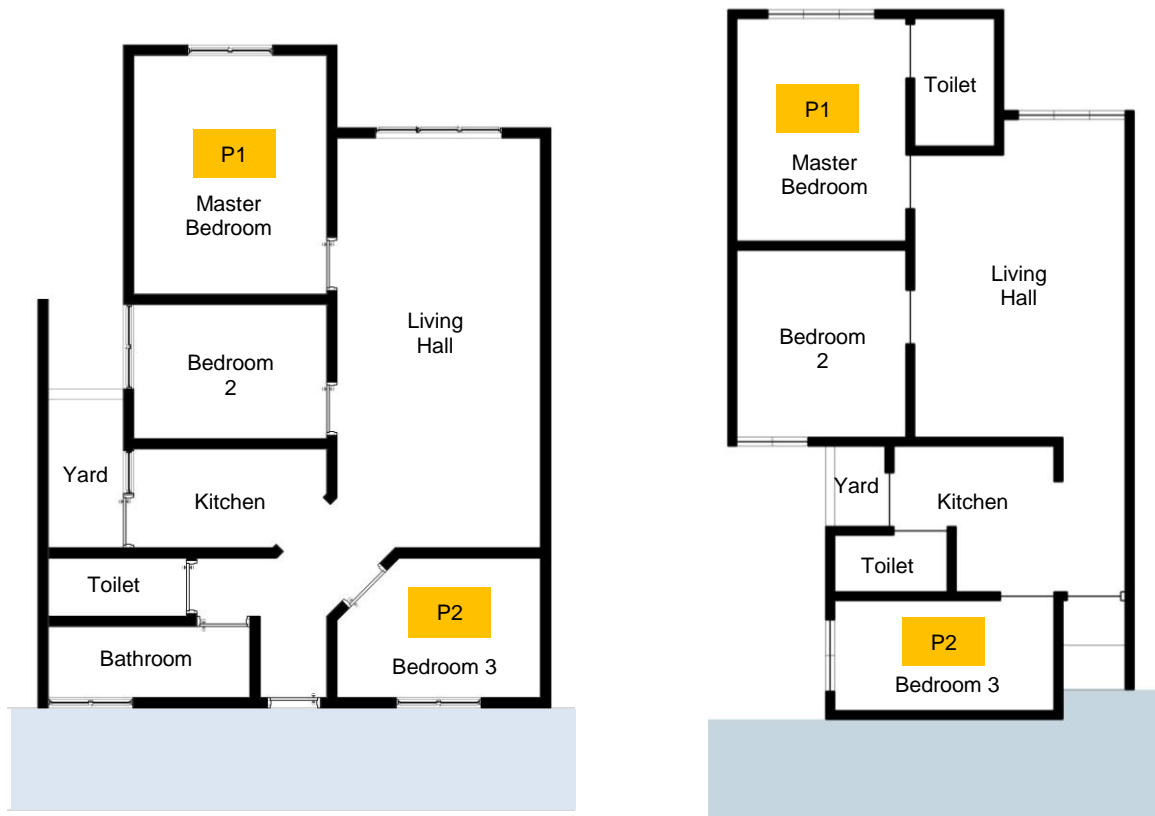 P1
Master
Bedroom
Living
Hall
Bedroom
2
Yard
Kitchen
Toilet
P2
Bathroom
Bedroom 3
Toilet
P1
Master
Bedroom
Living
Hall
Bedroom
2
Yard
Kitchen
Toilet
P2
Bedroom 3